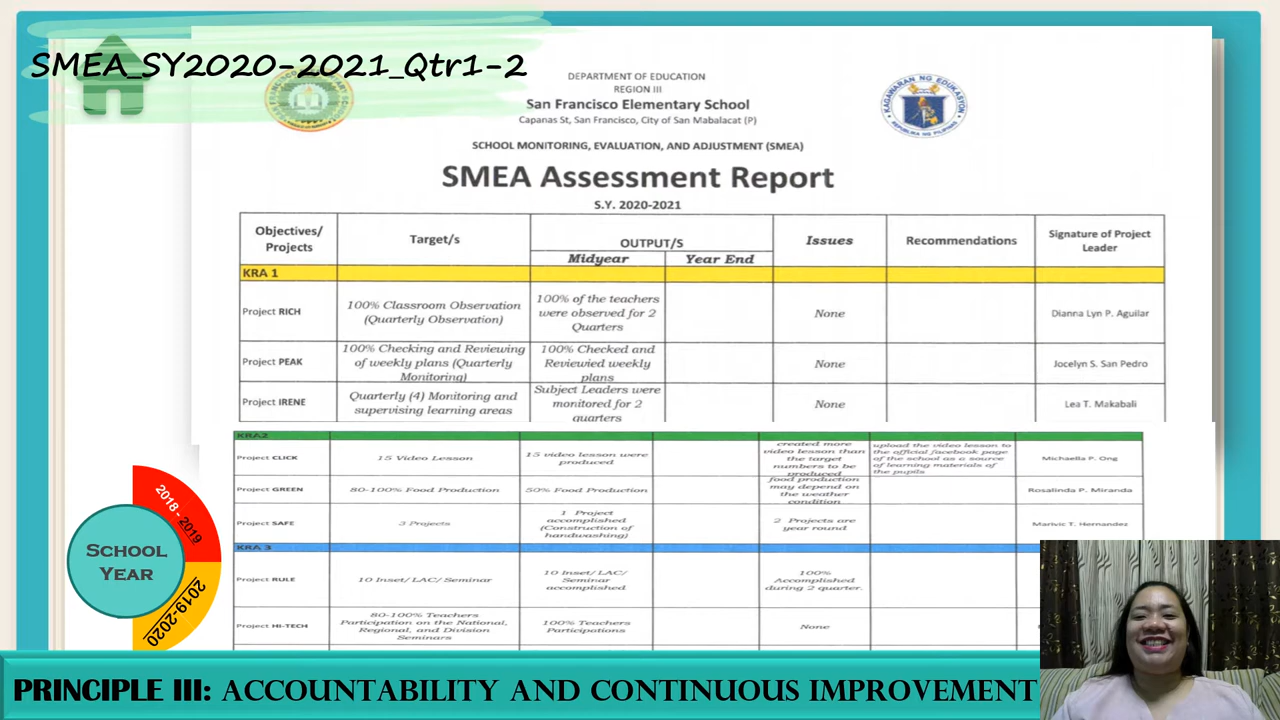 SMEA_SY2020-2021_Qtr1-2
DEPARTMENT OF EDUCATION
REGION III
San Francisco Elementary School
Capanas St, San Francisco, City of San Mabalacat (P)
KAGAWARAN NG EDUKASYON
REPUBLIKA NG PILIPINAS
SCHOOL MONITORING, EVALUATION, AND ADJUSTMENT (SMEA)
SMEA Assessment Report
S.Y. 2020-2021
Objectives/
Projects
Target/s
OUTPUT/S
Midyear
Year End
Issues
Recommendations
Signature of Project
Leader
KRA 1
Project RICH
100% Classroom Observation
(Quarterly Observation)
100% of the teachers
were observed for 2
Quarters
None
Dianna Lyn P. Aguilar
Project PEAK
100% Checking and Reviewing
of weekly plans (Quarterly
Monitoring)
100% Checked and
Reviewied weekly
plans
None
Jocelyn S. San Pedro
Project IRENE
Quarterly (4) Monitoring and
supervising learning areas
Subject Leaders were
monitored for 2
quarters
None
Lea T. Makabali
KRA2
Project CLICK
15 Video Lesson
15 video lesson were
produced
created more
video lesson than
the target
numbers to be
produced
upload the video lesson to
the official facebook page
of the school as a source
of learning materials of
the pupils
Michaella P. Ong
Project GREEN
80-100% Food Production
50% Food Production
food production
may depend on
the weather
condition
Rosalinda P. Miranda
Project SAFE
3 Projects
1 Project
accomplished
(Construction of
handwashing)
2 Projects are
year round
Marivic T. Hernandez
KRA 3
Project RULE
10 Inset/ LAC/ Seminar
10 Inset/ LAC/
Seminar
accomplished
100%
Accomplished
during 2 quarter.
Project HI-TECH
80-100% Teachers
Participation on the National,
Regional, and Division
Seminars
100% Teachers
Participations
None
2018 - 2019
SCHOOL
YEAR
2019-2020
PRINCIPLE III: ACCOUNTABILITY AND CONTINUOUS IMPROVEMENT